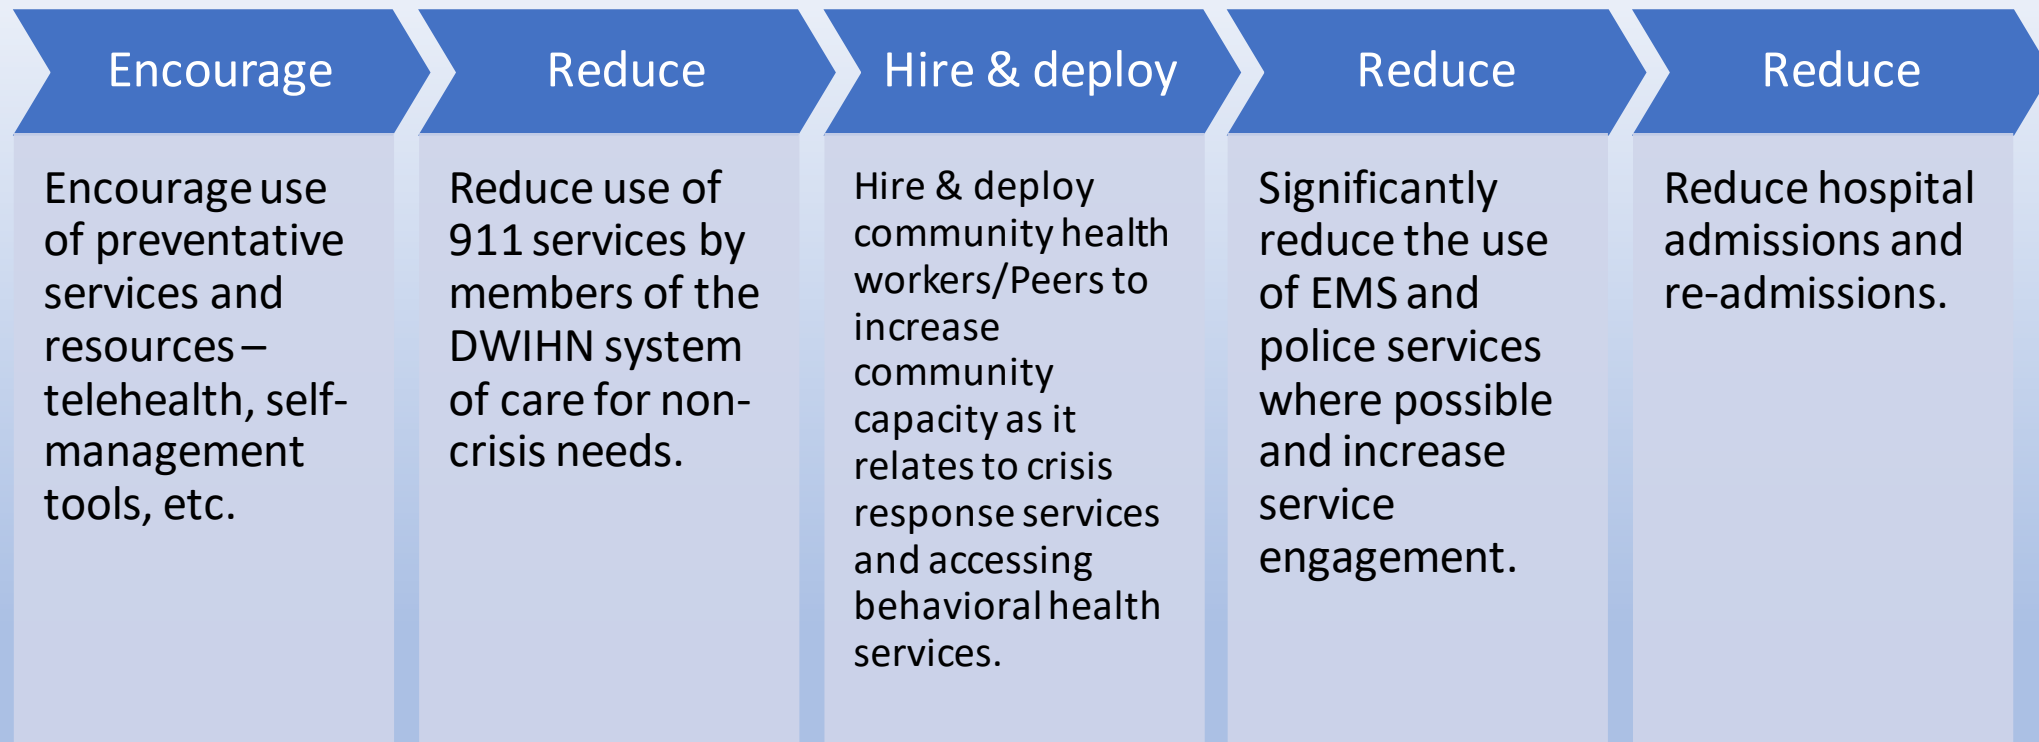 Encourage
Encourage use
of preventative
services and
resources –
telehealth, self-
management
tools, etc.
Reduce
Reduce use of
911 services by
members of the
DWIHN system
of care for non-
crisis needs.
Hire & deploy
Hire & deploy
community health
workers/Peers to
increase
community
capacity as it
relates to crisis
response services
and accessing
behavioral health
services.
Reduce
Significantly
reduce the use
of EMS and
police services
where possible
and increase
service
engagement.
Reduce
Reduce hospital
admissions and
re-admissions.